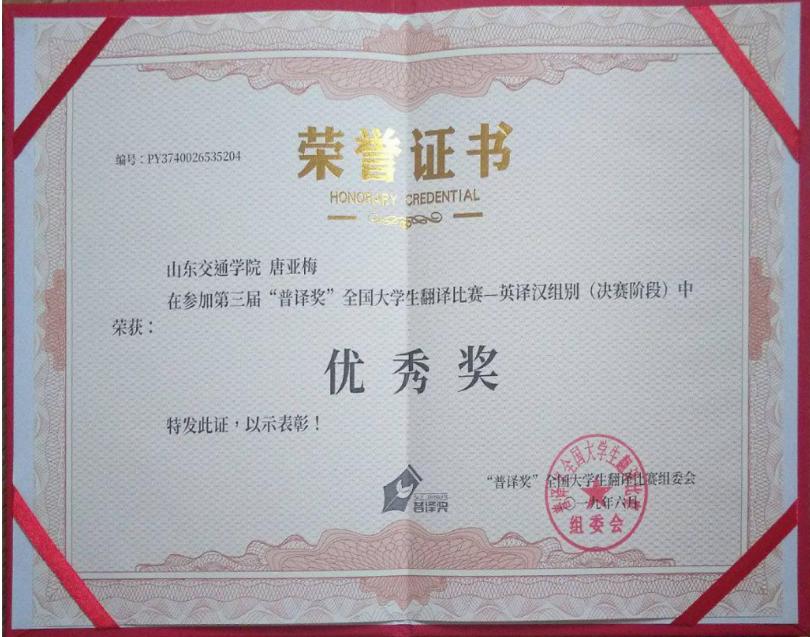 编号：PY3740026535204
荣誉证书
HONORARY CREDENTIAL
山东交通学院 唐亚梅
在参加第三届“普译奖”全国大学生翻译比赛—英译汉组别（决赛阶段）中
荣获：
优秀奖
特发此证，以示表彰！
普译奖
“普译奖”全国大学生翻译比赛组委会
二〇一九年六月
组委会